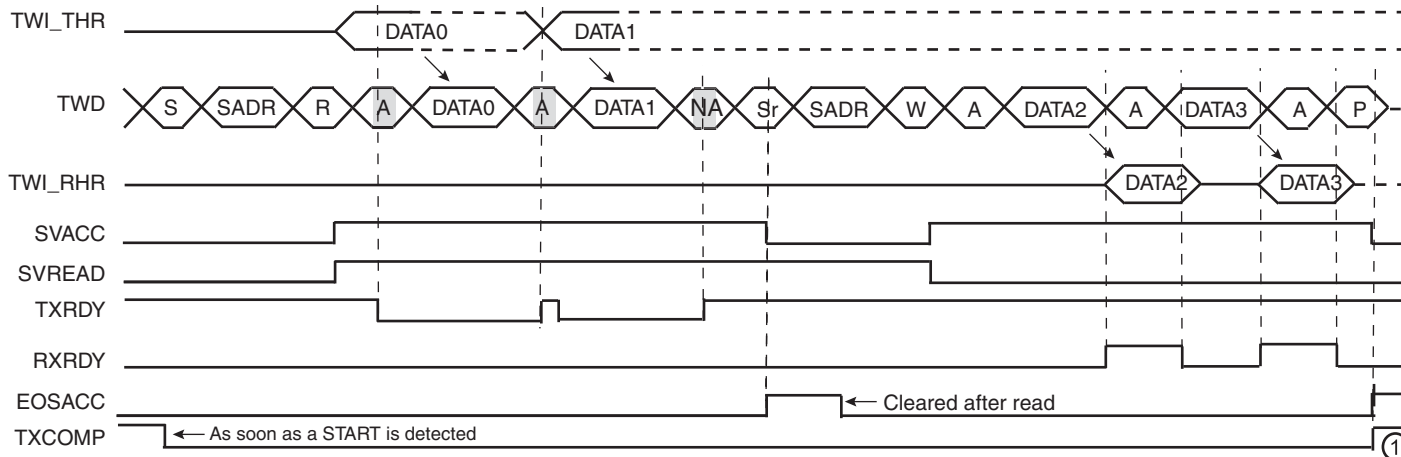 TWI_THR DATA0 DATA1
TWD S SADR R A DATA0 A DATA1 NA Sr SADR W A DATA2 A DATA3 A P
TWI_RHR DATA2 DATA3
SVACC
SVREAD
TXRDY
RXRDY
EOSACC Cleared after read
TXCOMP As soon as a START is detected 1